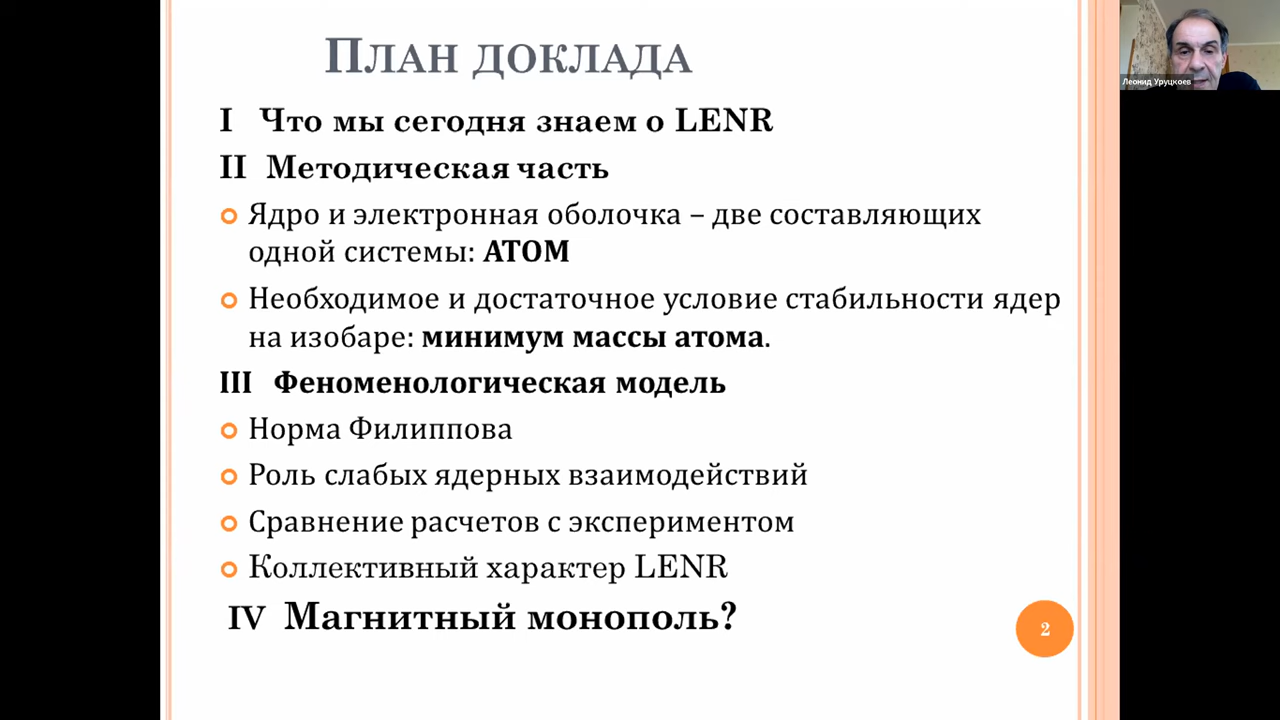 План доклада
Леонид Уруцкоев
I Что мы сегодня знаем о LENR
II Методическая часть
Ядро и электронная оболочка – две составляющих
одной системы: АТОМ
Необходимое и достаточное условие стабильности ядер
на изобаре: минимум массы атома.
III Феноменологическая модель
Норма Филиппова
Роль слабых ядерных взаимодействий
Сравнение расчетов с экспериментом
Коллективный характер LENR
IV Магнитный монополь?
2